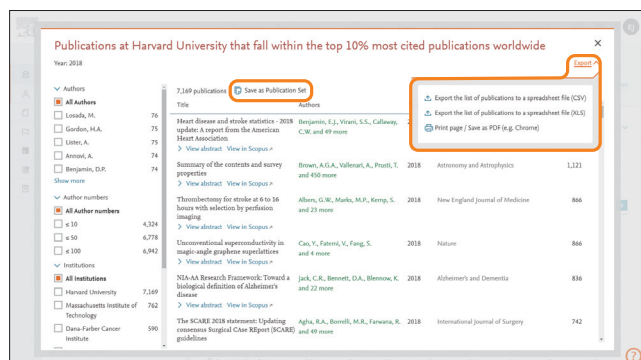 Publications at Harvard University that fall within the top 10% most cited publications worldwide
Year: 2018
Export
Authors
All Authors
Losada, M. 76
Gordon, H.A. 75
Lister, A. 75
Annovi, A. 74
Benjamin, D.P. 74
Show more
Author numbers
All Author numbers
≤ 10 4,324
≤ 50 6,778
≤ 100 6,942
Institutions
All Institutions
Harvard University 7,169
Massachusetts Institute of 762
Technology
Dana-Farber Cancer 590
Institute
7,169 publications Save as Publication Set
Export the list of publications to a spreadsheet file (CSV)
Export the list of publications to a spreadsheet file (XLS)
Print page / Save as PDF (e.g. Chrome)
Title Authors
Heart disease and stroke statistics - 2018 Benjamin, E.J., Virani, S.S., Callaway,
update: A report from the American C.W. and 49 more
Heart Association
View abstract View in Scopus
Summary of the contents and survey Brown, A.G.A., Vallenari, A., Prusti, T. 2018 Astronomy and Astrophysics 1,121
properties and 450 more
View abstract View in Scopus
Thrombectomy for stroke at 6 to 16 Albers, G.W., Marks, M.P., Kemp, S. 2018 New England Journal of Medicine 866
hours with selection by perfusion and 23 more
imaging
View abstract View in Scopus
Unconventional superconductivity in Cao, Y., Fatemi, V., Fang, S. 2018 Nature 866
magic-angle graphene superlattices and 4 more
View abstract View in Scopus
NIA-AA Research Framework: Toward a Jack, C.R., Bennett, D.A., Blennow, K. 2018 Alzheimer's and Dementia 836
biological definition of Alzheimer's and 22 more
disease
View abstract View in Scopus
The SCARE 2018 statement: Updating Agha, R.A., Borrelli, M.R., Farwana, R. 2018 International Journal of Surgery 742
consensus Surgical CAse REport (SCARE) and 49 more
guidelines